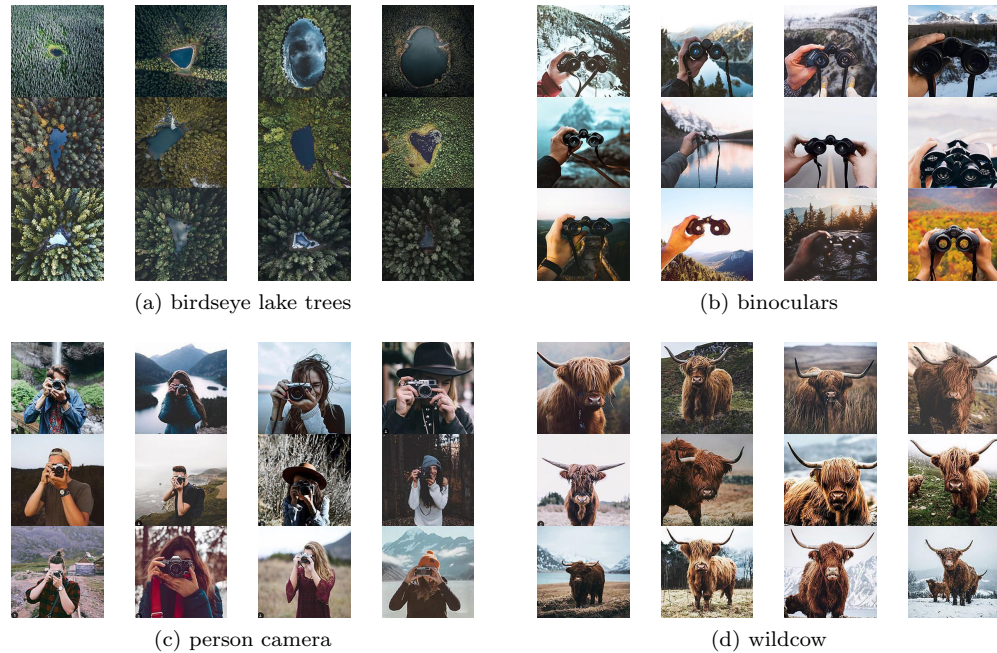 (a) birdseye lake trees
(b) binoculars
(c) person camera
(d) wildcow